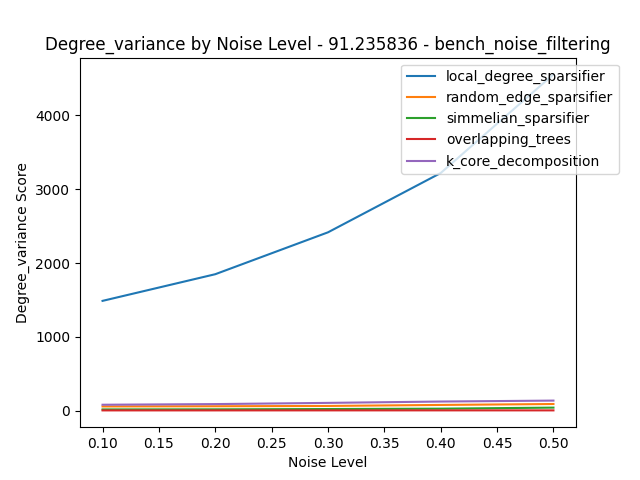 Degree_variance by Noise Level - 91.235836 - bench_noise_filtering
local_degree_sparsifier
random_edge_sparsifier
simmelian_sparsifier
overlapping_trees
k_core_decomposition
Degree_variance Score
4000
3000
2000
1000
0
0.10 0.15 0.20 0.25 0.30 0.35 0.40 0.45 0.50
Noise Level